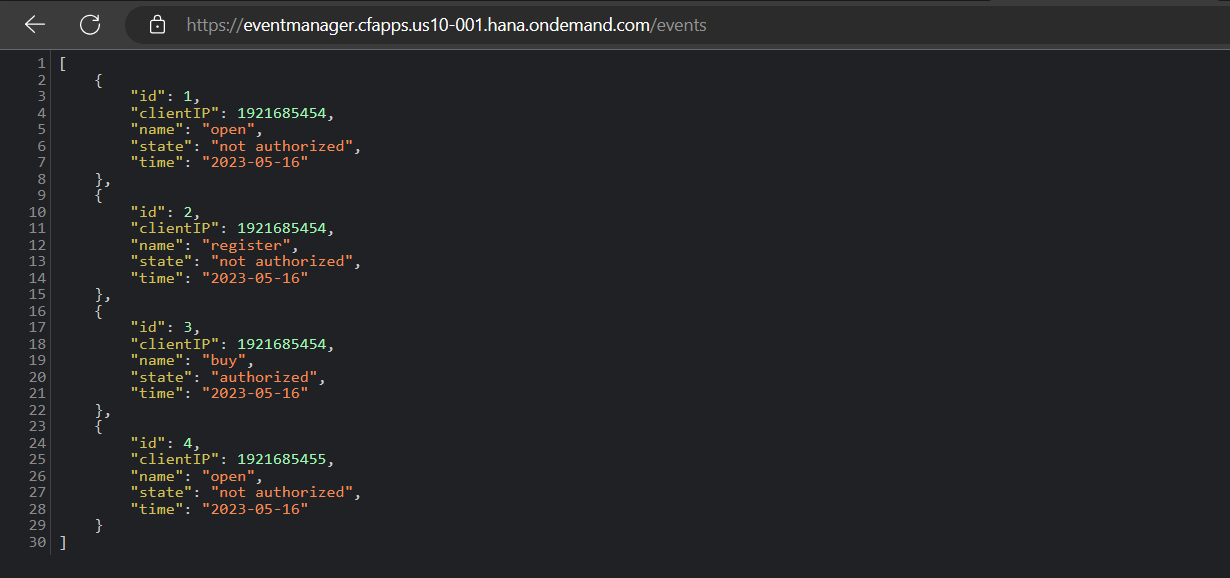 https://eventmanager.cfapps.us10-001.hana.ondemand.com/events
1 [
2     {
3         "id": 1,
4         "clientIP": 1921685454,
5         "name": "open",
6         "state": "not authorized",
7         "time": "2023-05-16"
8     },
9     {
10         "id": 2,
11         "clientIP": 1921685454,
12         "name": "register",
13         "state": "not authorized",
14         "time": "2023-05-16"
15     },
16     {
17         "id": 3,
18         "clientIP": 1921685454,
19         "name": "buy",
20         "state": "authorized",
21         "time": "2023-05-16"
22     },
23     {
24         "id": 4,
25         "clientIP": 1921685455,
26         "name": "open",
27         "state": "not authorized",
28         "time": "2023-05-16"
29     }
30 ]